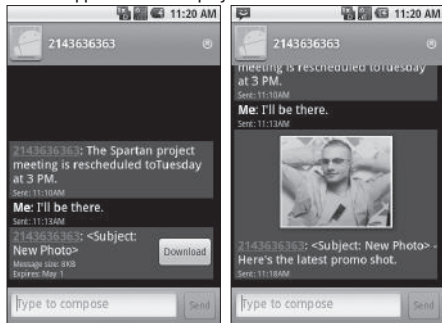 11:20 AM
2143636363
2143636363: The Spartan project
meeting is rescheduled toTuesday
at 3 PM.
Sent: 11:10AM
Me: I'll be there.
Sent: 11:13AM
2143636363: <Subject:
New Photo>
Message size: 8KB
Expires: May 1
Download
Type to compose
Send
11:20 AM
2143636363
meeting is rescheduled toTuesday
at 3 PM.
Sent: 11:10AM
Me: I'll be there.
Sent: 11:13AM
2143636363: <Subject: New Photo> -
Here's the latest promo shot.
Sent: 11:18AM
Type to compose
Send